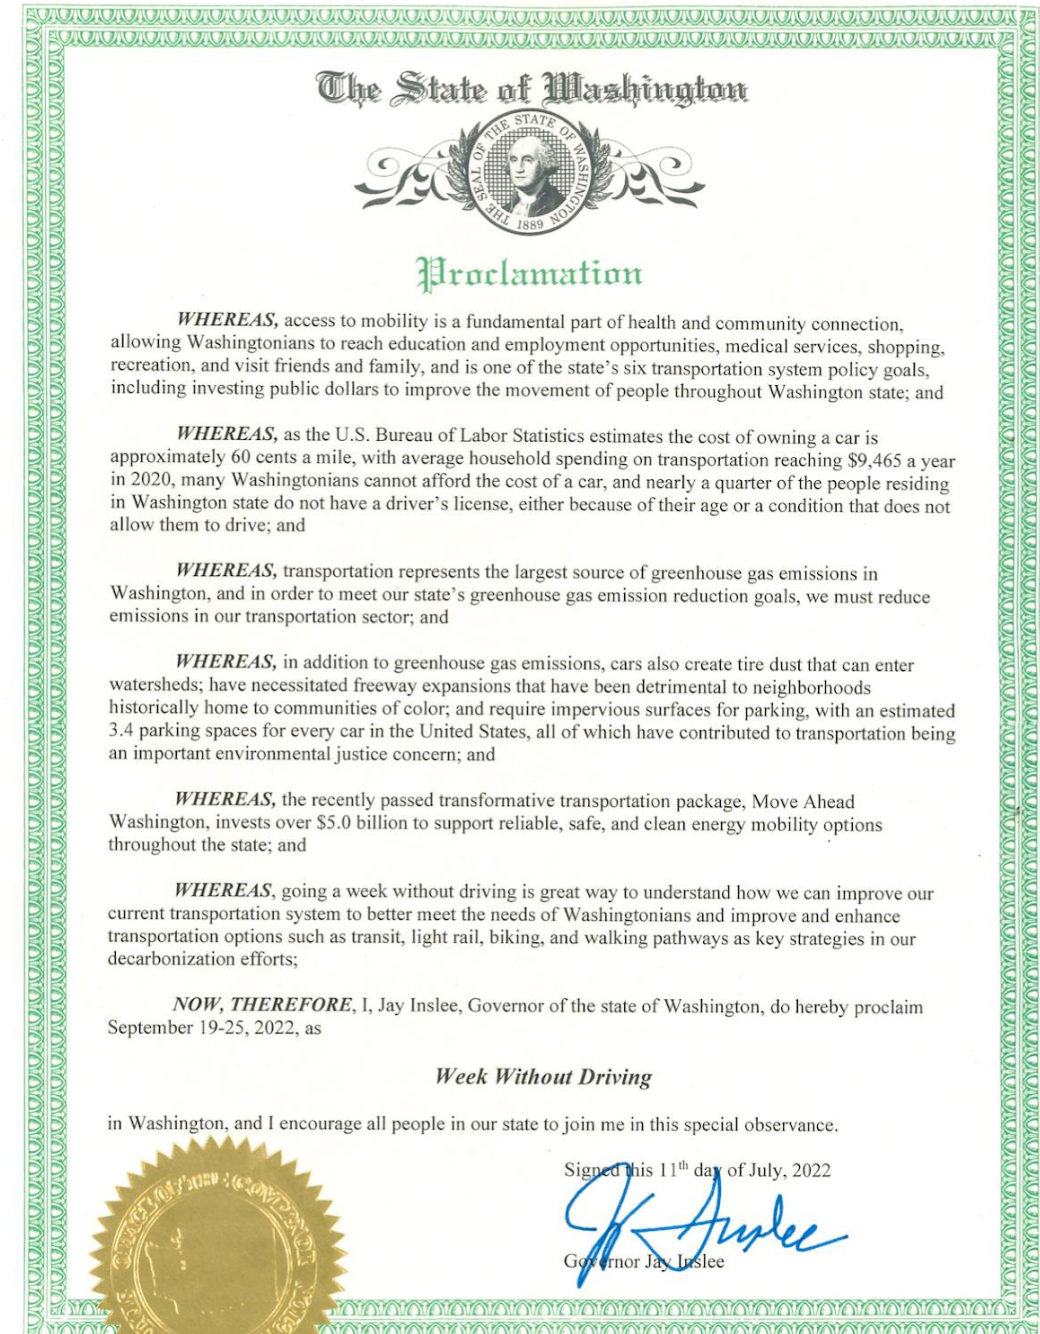 The State of Washington
THE SEAL OF THE STATE OF WASHINGTON
1889
Proclamation
WHEREAS, access to mobility is a fundamental part of health and community connection,
allowing Washingtonians to reach education and employment opportunities, medical services, shopping,
recreation, and visit friends and family, and is one of the state's six transportation system policy goals,
including investing public dollars to improve the movement of people throughout Washington state; and
WHEREAS, as the U.S. Bureau of Labor Statistics estimates the cost of owning a car is
approximately 60 cents a mile, with average household spending on transportation reaching $9,465 a year
in 2020, many Washingtonians cannot afford the cost of a car, and nearly a quarter of the people residing
in Washington state do not have a driver's license, either because of their age or a condition that does not
allow them to drive; and
WHEREAS, transportation represents the largest source of greenhouse gas emissions in
Washington, and in order to meet our state's greenhouse gas emission reduction goals, we must reduce
emissions in our transportation sector; and
WHEREAS, in addition to greenhouse gas emissions, cars also create tire dust that can enter
watersheds; have necessitated freeway expansions that have been detrimental to neighborhoods
historically home to communities of color; and require impervious surfaces for parking, with an estimated
3.4 parking spaces for every car in the United States, all of which have contributed to transportation being
an important environmental justice concern; and
WHEREAS, the recently passed transformative transportation package, Move Ahead
Washington, invests over $5.0 billion to support reliable, safe, and clean energy mobility options
throughout the state; and
WHEREAS, going a week without driving is great way to understand how we can improve our
current transportation system to better meet the needs of Washingtonians and improve and enhance
transportation options such as transit, light rail, biking, and walking pathways as key strategies in our
decarbonization efforts;
NOW, THEREFORE, I, Jay Inslee, Governor of the state of Washington, do hereby proclaim
September 19-25, 2022, as
Week Without Driving
in Washington, and I encourage all people in our state to join me in this special observance.
Signed this 11th day of July, 2022
Jay Inslee
Governor Jay Inslee
OFFICE OF THE GOVERNOR